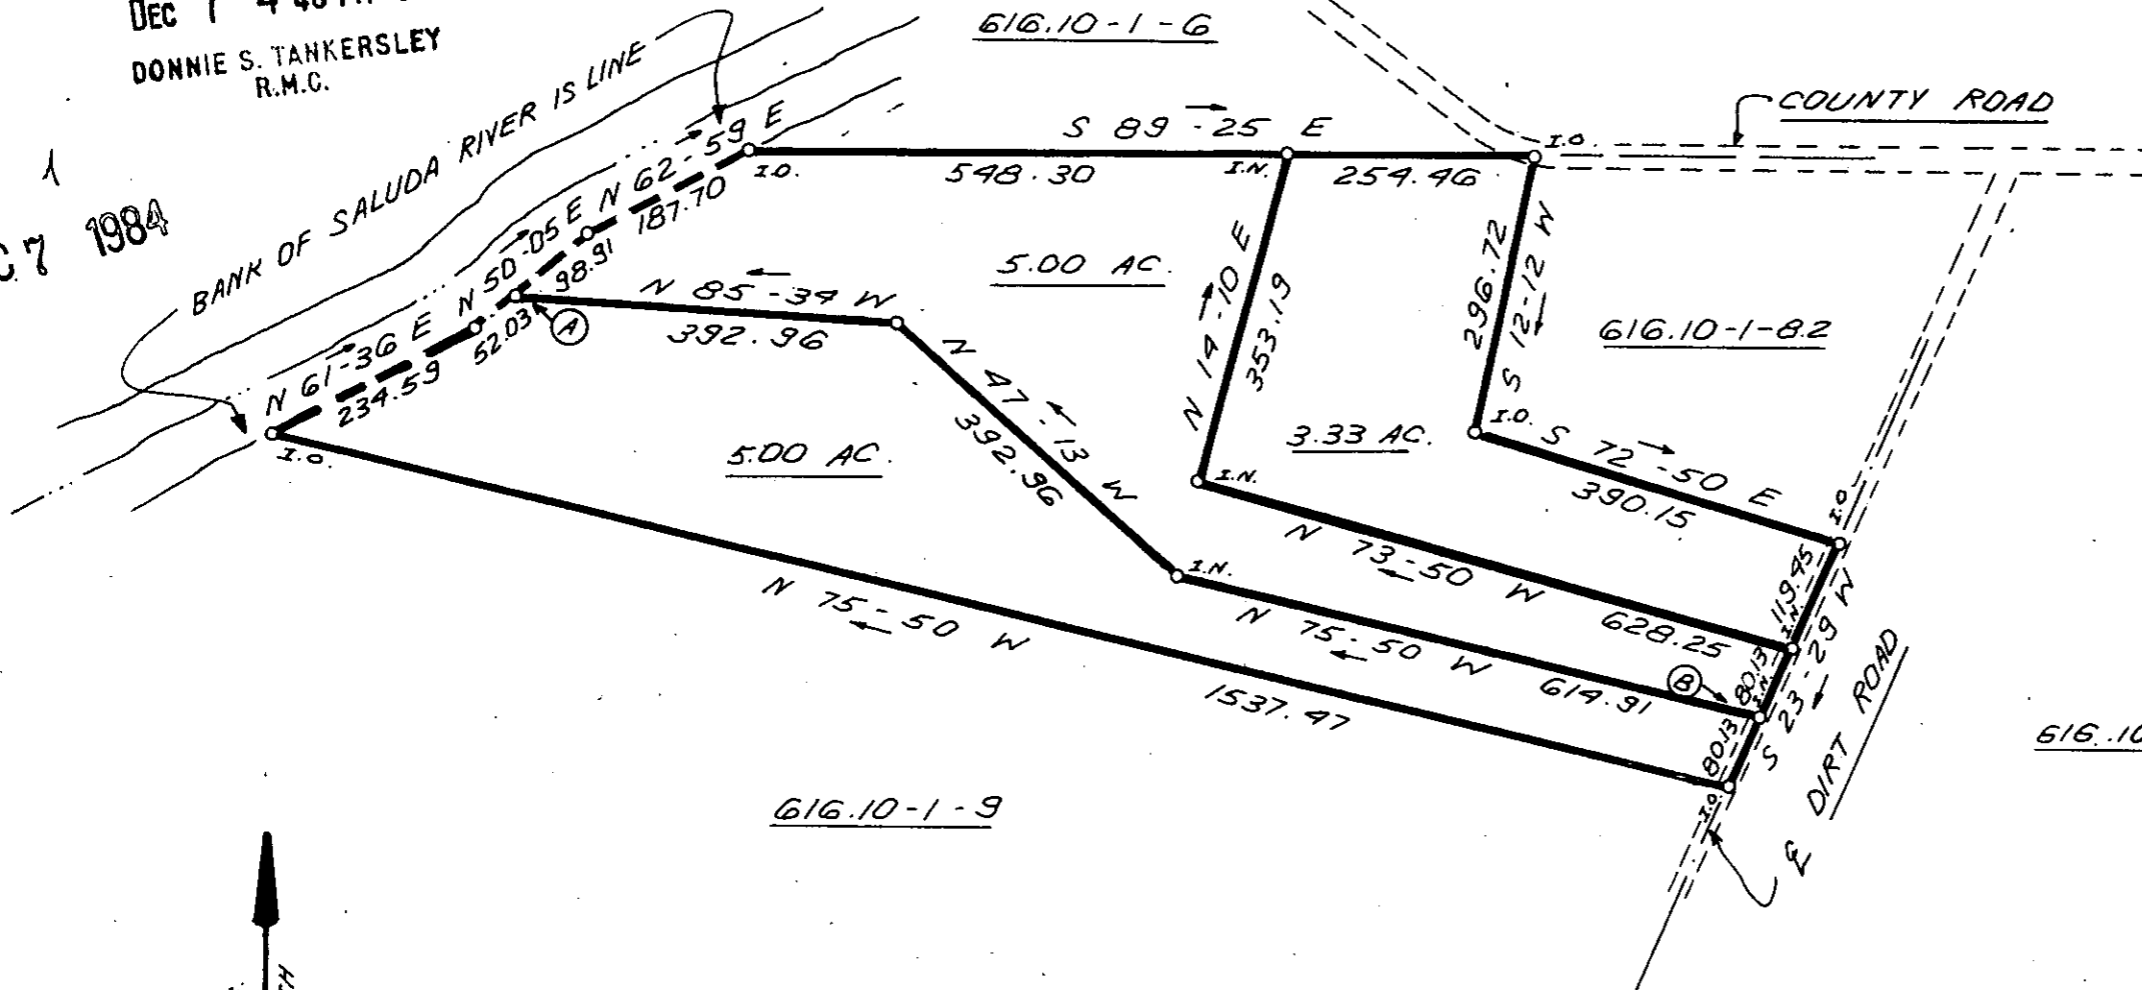 DEC 7
DONNIE S. TANKERSLEY
R.M.C.
1
7 1984
616.10-1-6
BANK OF SALUDA RIVER IS LINE
COUNTY ROAD
S 89-25 E
548.30
254.46
I.O.
I.N.
I.O.
N 62-59 E
187.70
N 50-05 E
98.91
52.03
A
N 61-36 E
234.59
I.O.
N 85-34 W
392.96
5.00 AC.
N 14-10 E
353.19
296.72
S 12-12 W
616.10-1-8.2
N 47-13 W
392.96
5.00 AC.
3.33 AC.
I.O.
S 72-50 E
390.15
I.O.
I.N.
N 73-50 W
628.25
119.45
I.N.
I.N.
N 75-50 W
614.91
B
80.13
I.N.
S 23-29 W
N 75-50 W
1537.47
80.13
I.O.
DIRT ROAD
℄
616.10
616.10-1-9